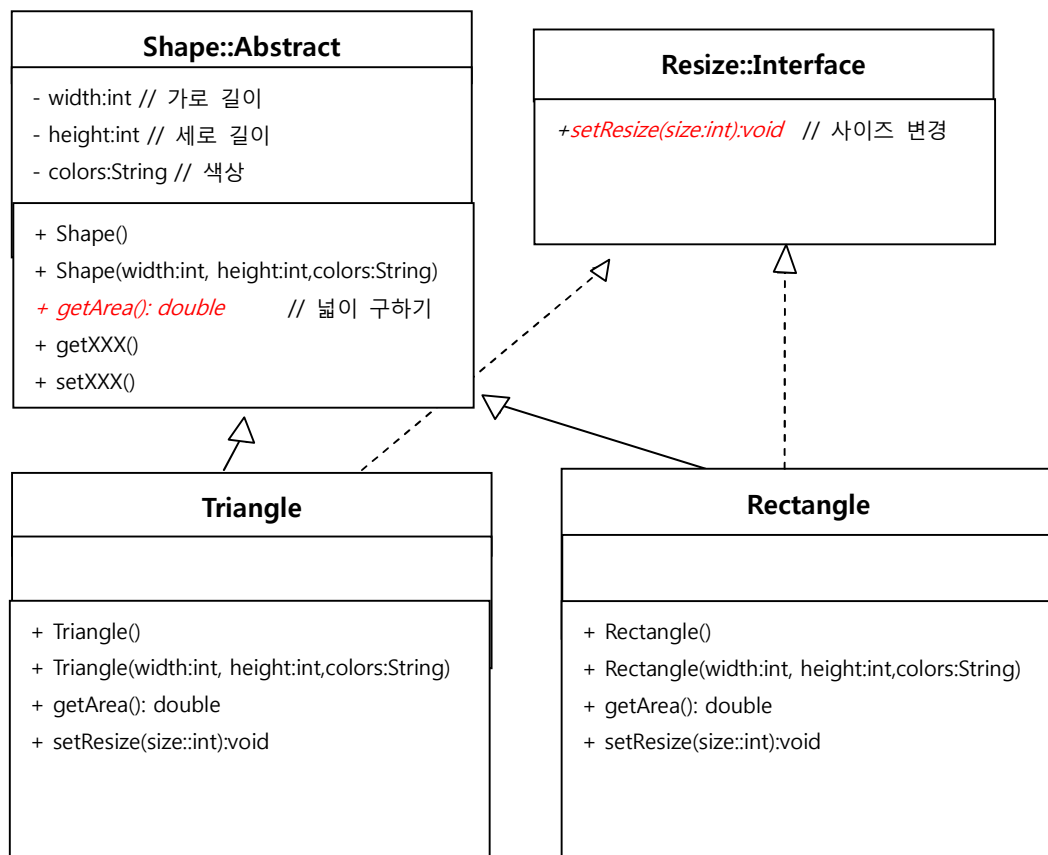 Shape::Abstract
- width:int // 가로 길이
- height:int // 세로 길이
- colors:String // 색상
+ Shape()
+ Shape(width:int, height:int,colors:String)
+ getArea(): double // 넓이 구하기
+ getXXX()
+ setXXX()
Resize::Interface
+setResize(size:int):void // 사이즈 변경
Triangle
+ Triangle()
+ Triangle(width:int, height:int,colors:String)
+ getArea(): double
+ setResize(size::int):void
Rectangle
+ Rectangle()
+ Rectangle(width:int, height:int,colors:String)
+ getArea(): double
+ setResize(size::int):void